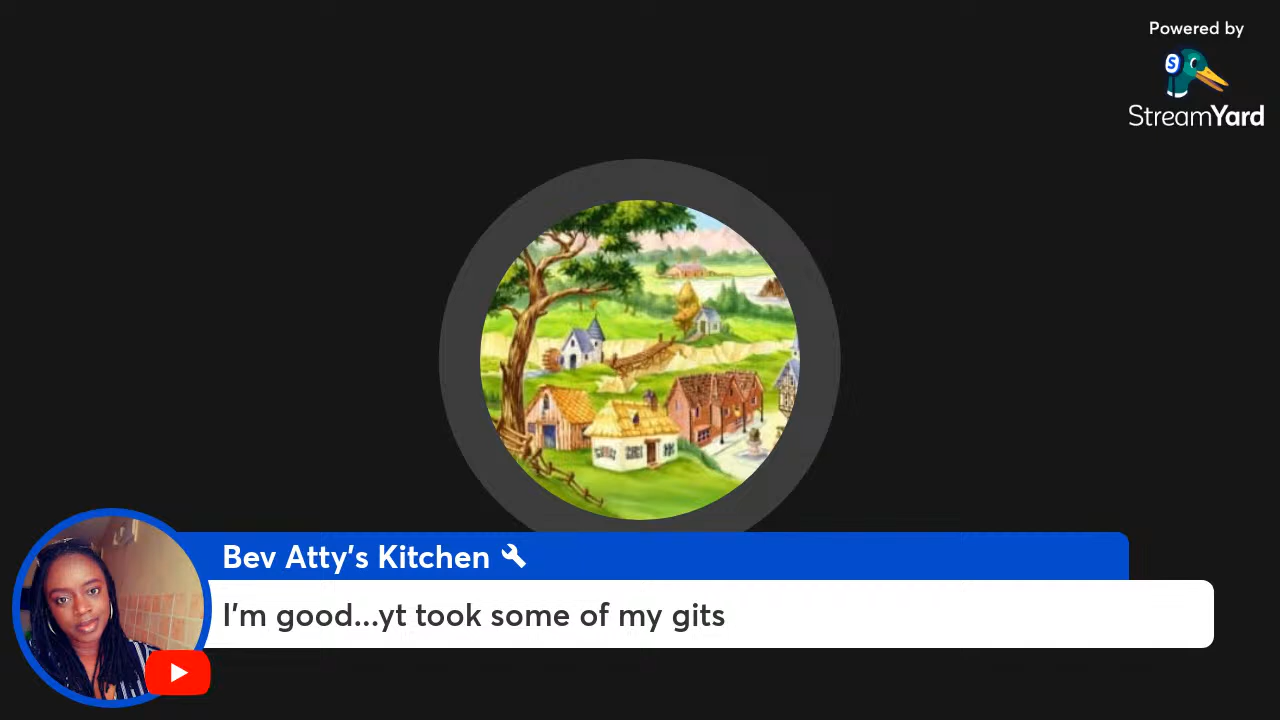 Powered by
StreamYard
Bev Atty's Kitchen
I'm good...yt took some of my gits